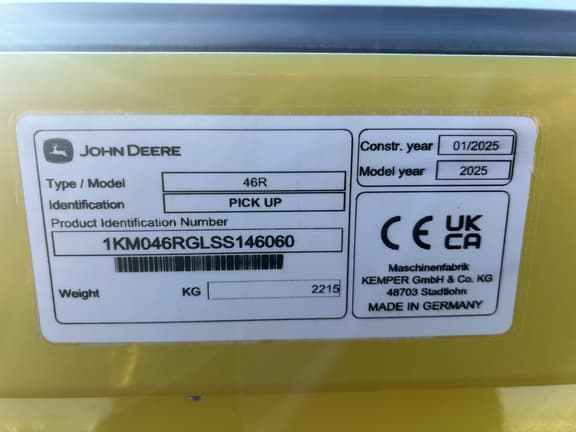 JOHN DEERE
Type / Model 46R
Identification PICK UP
Product Identification Number
1KM046RGLSS146060
Weight KG 2215
Constr. year 01/2025
Model year 2025
CE UK CA
Maschinenfabrik
KEMPER GmbH & Co. KG
48703 Stadtlohn
MADE IN GERMANY